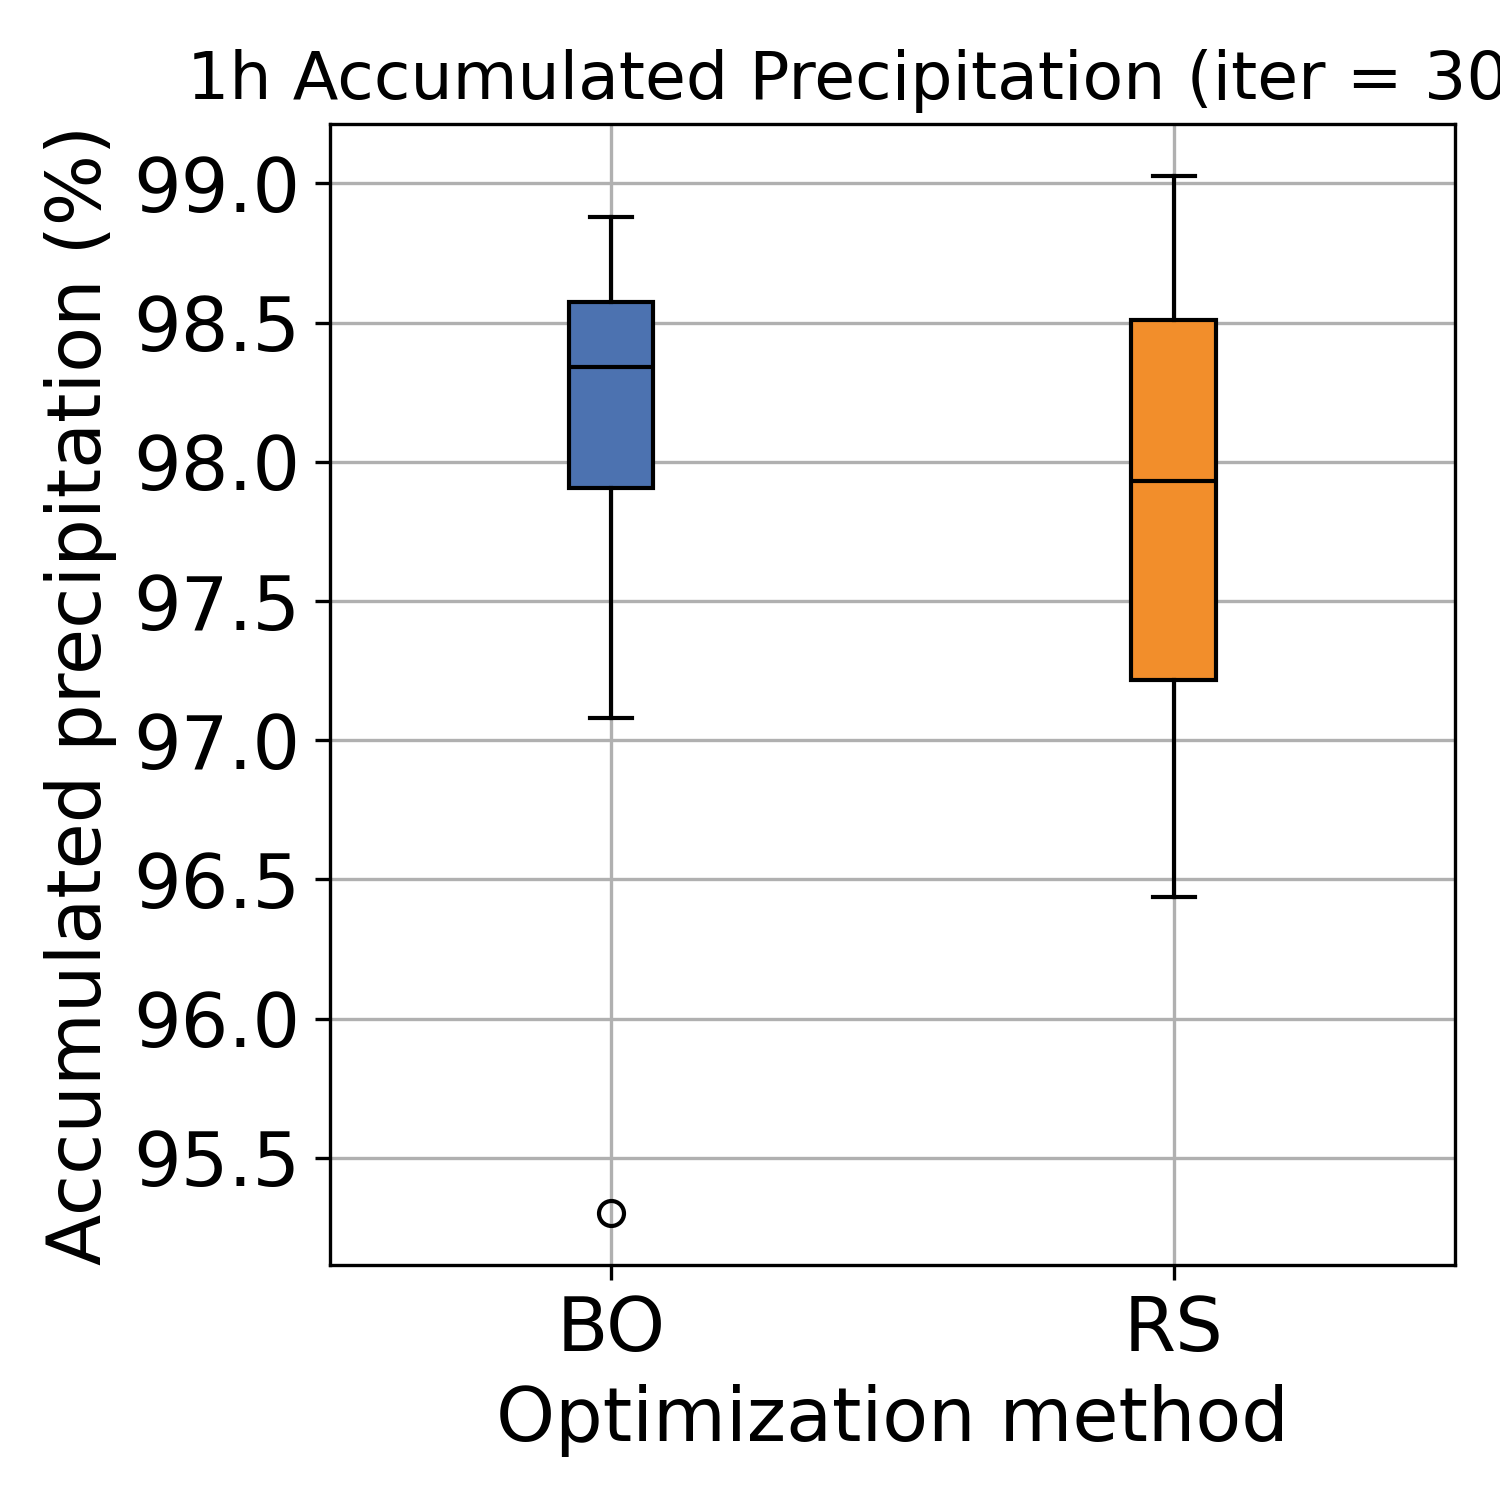 1h Accumulated Precipitation (iter = 30
Accumulated precipitation (%)
99.0
98.5
98.0
97.5
97.0
96.5
96.0
95.5
BO
RS
Optimization method